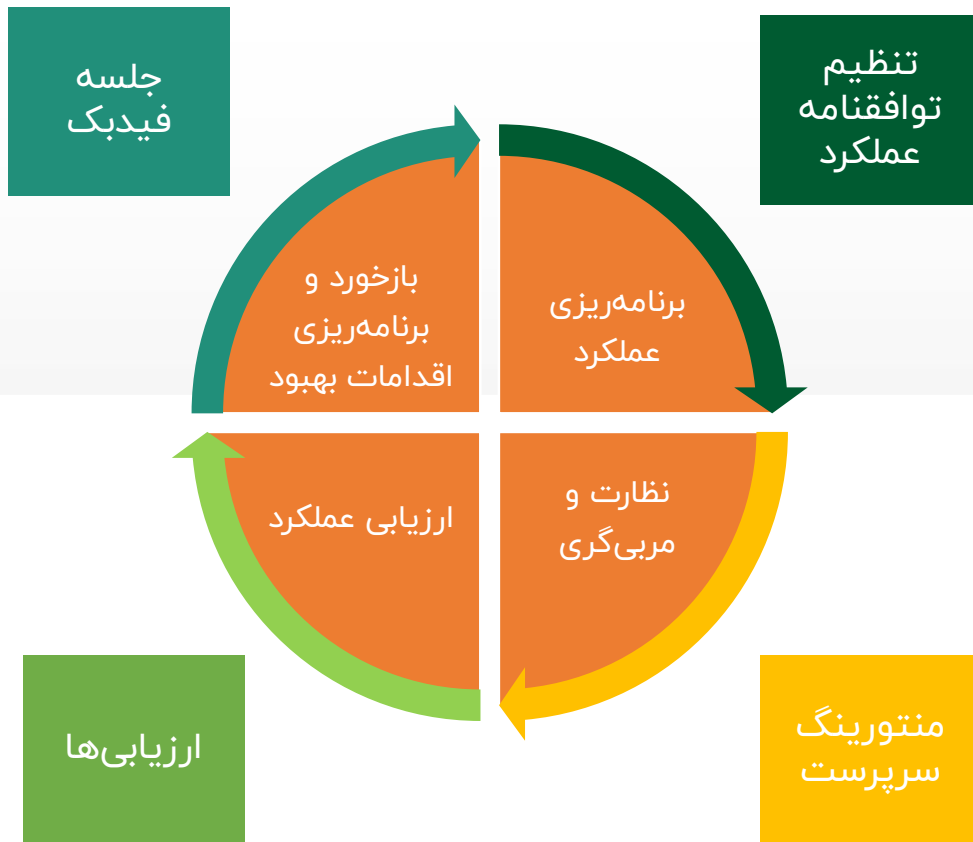 تنظیم
توافقنامه
عملکرد
جلسه
فیدبک
برنامه‌ریزی
عملکرد
بازخورد و
برنامه‌ریزی
اقدامات بهبود
نظارت و
مربی‌گری
ارزیابی عملکرد
منتورینگ
سرپرست
ارزیابی‌ها